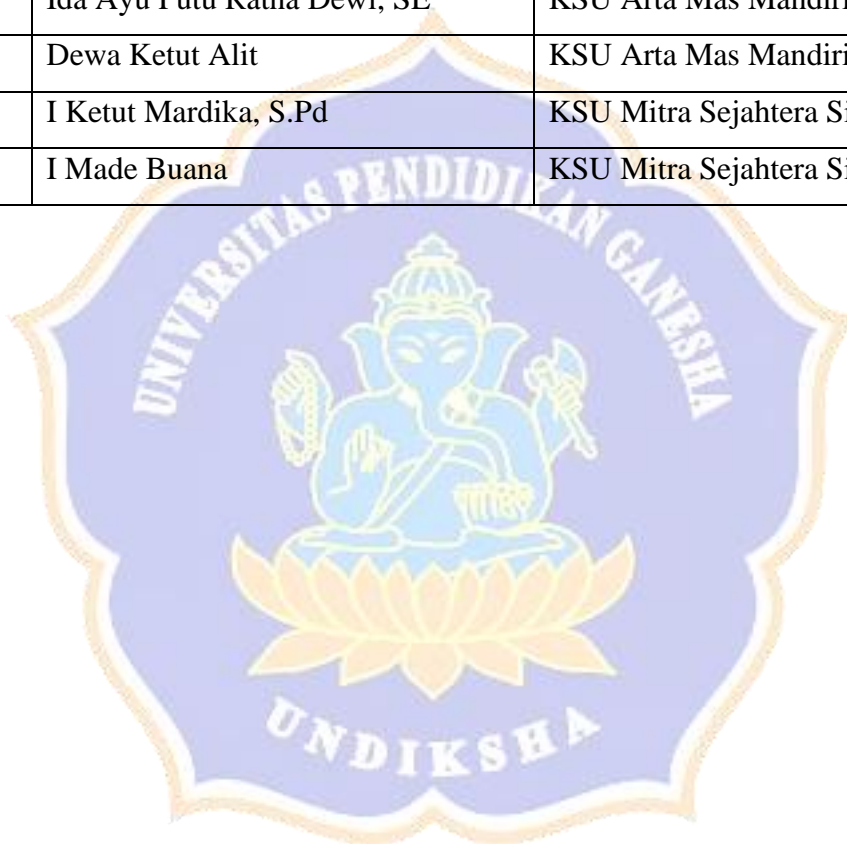 Ida Ayu Putu Ratna Dewi, SE KSU Arta Mas Mandiri
Dewa Ketut Alit KSU Arta Mas Mandiri
I Ketut Mardika, S.Pd KSU Mitra Sejahtera
I Made Buana KSU Mitra Sejahtera
UNIVERSITAS PENDIDIKAN GANESHA
UNDIKSHA